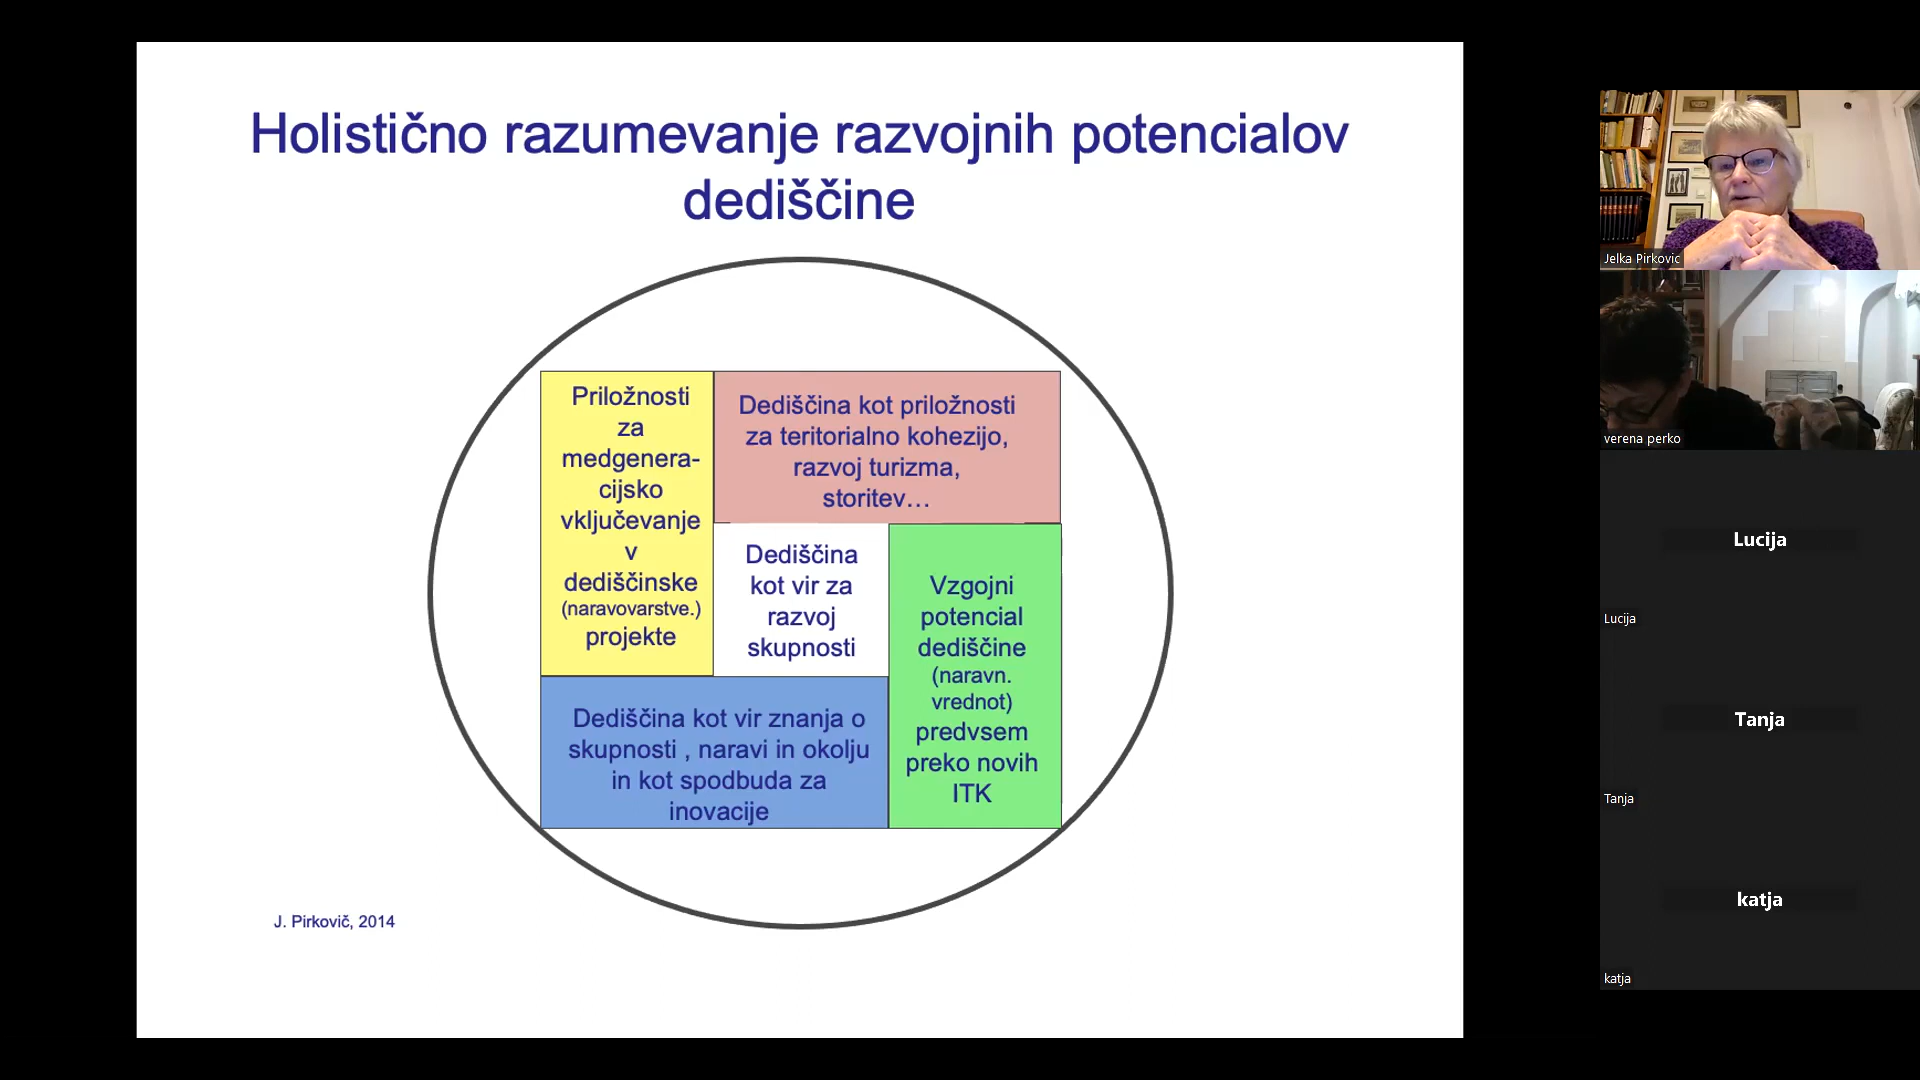 Holistično razumevanje razvojnih potencialov
dediščine
Priložnosti
za
medgenera-
cijsko
vključevanje
v
dediščinske
(naravovarstve.)
projekte
Dediščina kot priložnosti
za teritorialno kohezijo,
razvoj turizma,
storitev…
Dediščina
kot vir za
razvoj
skupnosti
Vzgojni
potencial
dediščine
(naravn.
vrednot)
predvsem
preko novih
ITK
Dediščina kot vir znanja o
skupnosti , naravi in okolju
in kot spodbuda za
inovacije
J. Pirkovič, 2014
Jelka Pirkovic
verena perko
Lucija
Lucija
Tanja
Tanja
katja
katja